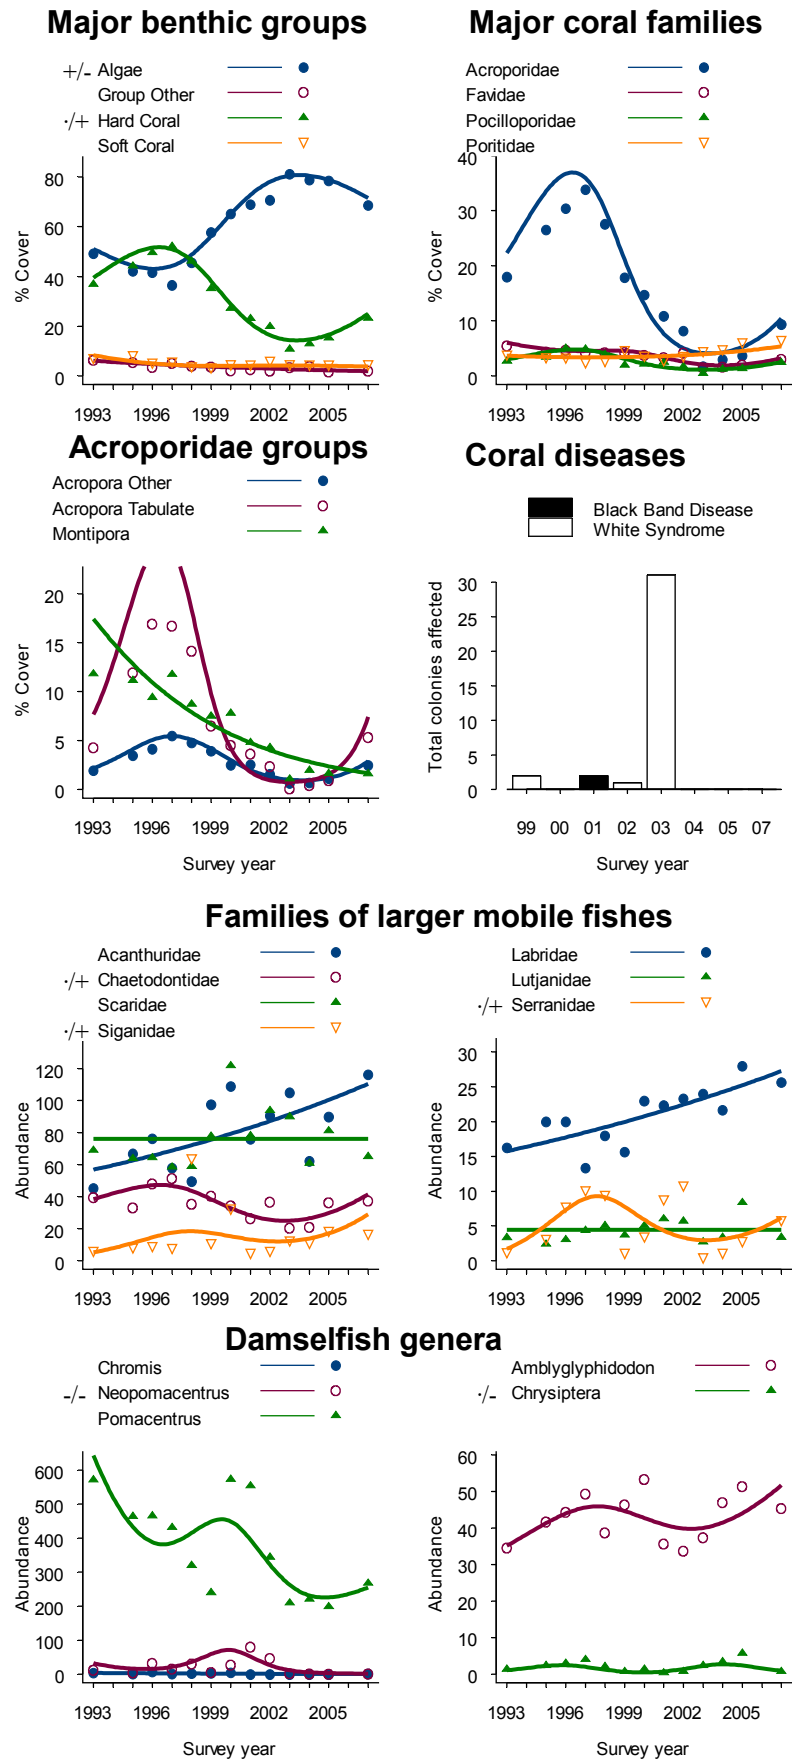 Major benthic groups
+/- Algae
Group Other
·/+ Hard Coral
Soft Coral
% Cover
80
60
40
20
0
1993 1996 1999 2002 2005
Major coral families
Acroporidae
Favidae
Pocilloporidae
Poritidae
% Cover
40
30
20
10
0
1993 1996 1999 2002 2005
Acroporidae groups
Acropora Other
Acropora Tabulate
Montipora
% Cover
20
15
10
5
0
1993 1996 1999 2002 2005
Survey year
Coral diseases
Black Band Disease
White Syndrome
Total colonies affected
30
25
20
15
10
5
0
99 00 01 02 03 04 05 07
Survey year
Families of larger mobile fishes
Acanthuridae
·/+ Chaetodontidae
Scaridae
·/+ Siganidae
Abundance
120
100
80
60
40
20
0
1993 1996 1999 2002 2005
Labridae
Lutjanidae
·/+ Serranidae
Abundance
30
25
20
15
10
5
0
1993 1996 1999 2002 2005
Damselfish genera
Chromis
-/- Neopomacentrus
Pomacentrus
Abundance
600
500
400
300
200
100
0
1993 1996 1999 2002 2005
Survey year
Amblyglyphidodon
·/- Chrysiptera
Abundance
60
50
40
30
20
10
0
1993 1996 1999 2002 2005
Survey year